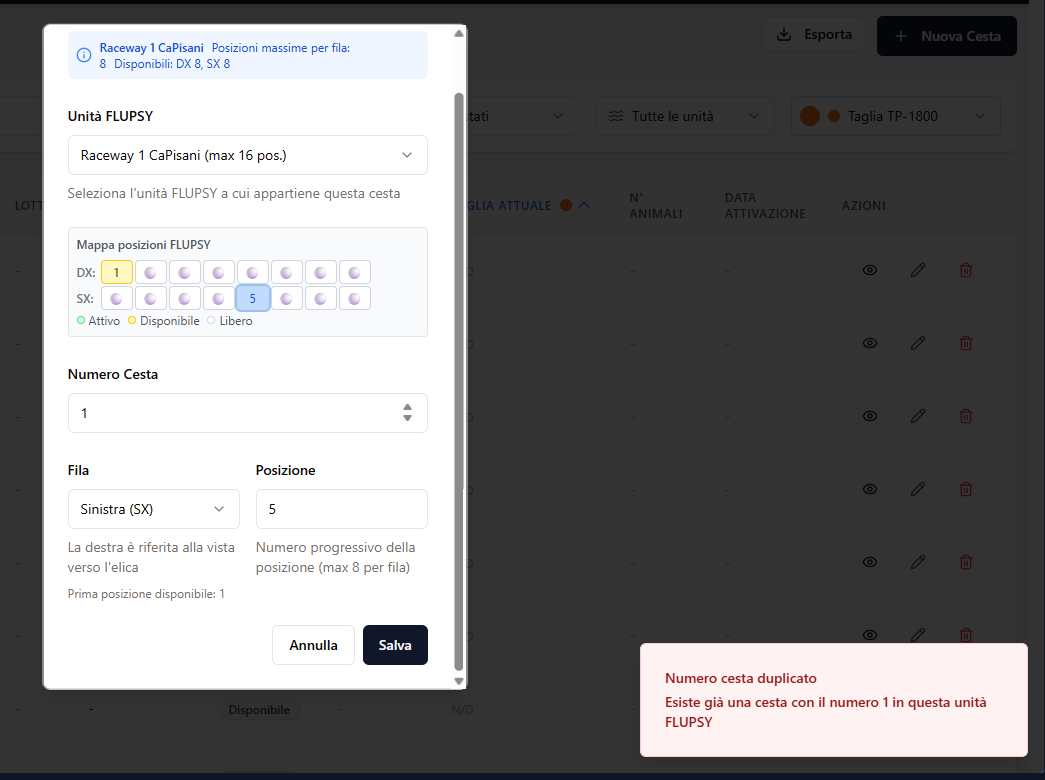 Raceway 1 CaPisani Posizioni massime per fila:
8 Disponibili: DX 8, SX 8
Esporta
Nuova Cesta
Unità FLUPSY
stati
Tutte le unità
Taglia TP-1800
Raceway 1 CaPisani (max 16 pos.)
Seleziona l'unità FLUPSY a cui appartiene questa cesta
LOTT
GLIA ATTUALE
N°
ANIMALI
DATA
ATTIVAZIONE
AZIONI
Mappa posizioni FLUPSY
DX: 1
SX: 5
Attivo Disponibile Libero
Numero Cesta
1
Fila
Posizione
Sinistra (SX)
5
La destra è riferita alla vista
verso l'elica
Numero progressivo della
posizione (max 8 per fila)
Prima posizione disponibile: 1
Annulla
Salva
Numero cesta duplicato
Esiste già una cesta con il numero 1 in questa unità
FLUPSY
- - Disponibile - N/D -